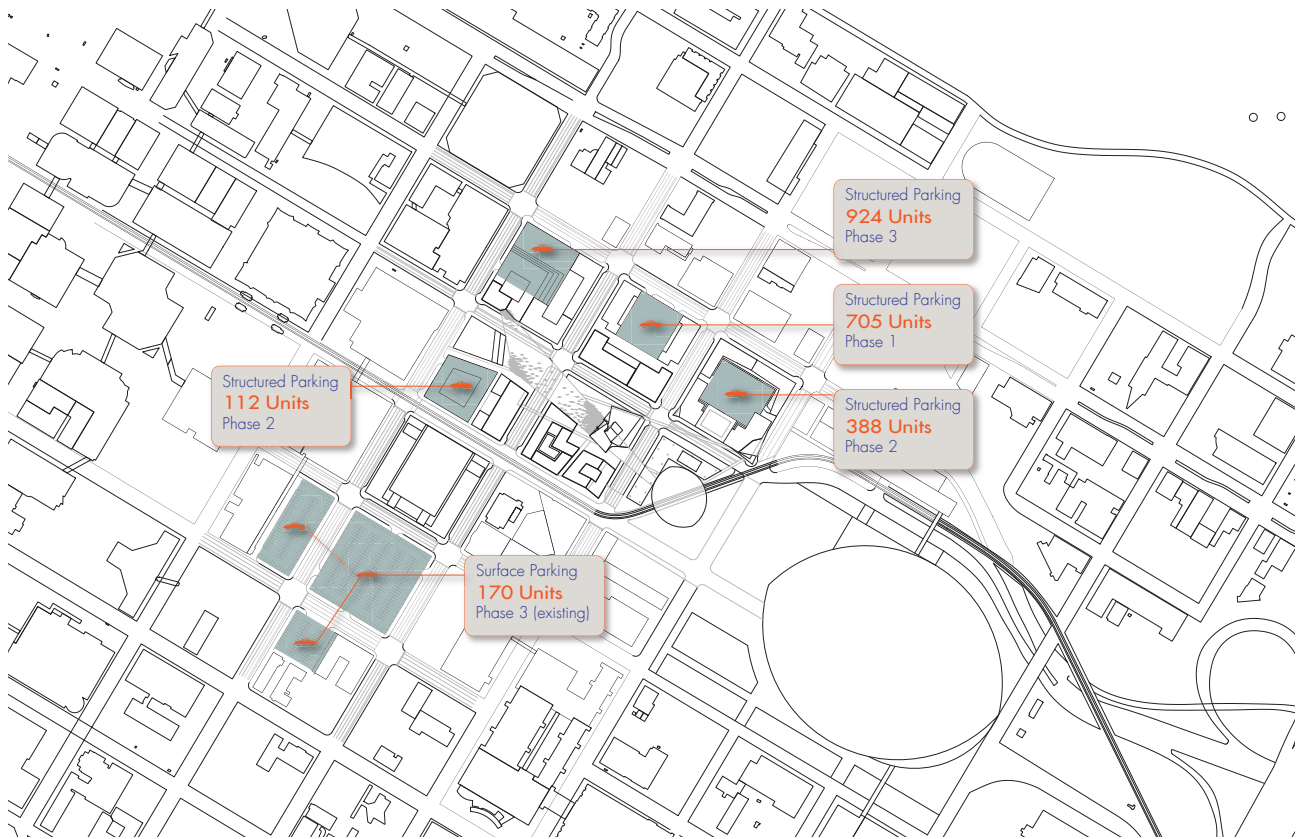 Structured Parking
924 Units
Phase 3
Structured Parking
705 Units
Phase 1
Structured Parking
112 Units
Phase 2
Structured Parking
388 Units
Phase 2
Surface Parking
170 Units
Phase 3 (existing)